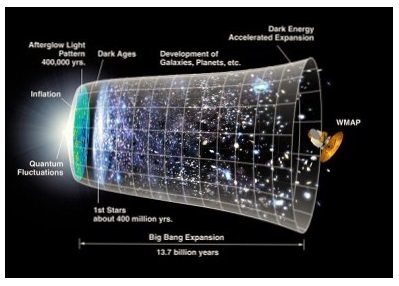 Dark Energy
Accelerated Expansion
Afterglow Light
Pattern
400,000 yrs.
Dark Ages
Development of
Galaxies, Planets, etc.
Inflation
WMAP
Quantum
Fluctuations
1st Stars
about 400 million yrs.
Big Bang Expansion
13.7 billion years